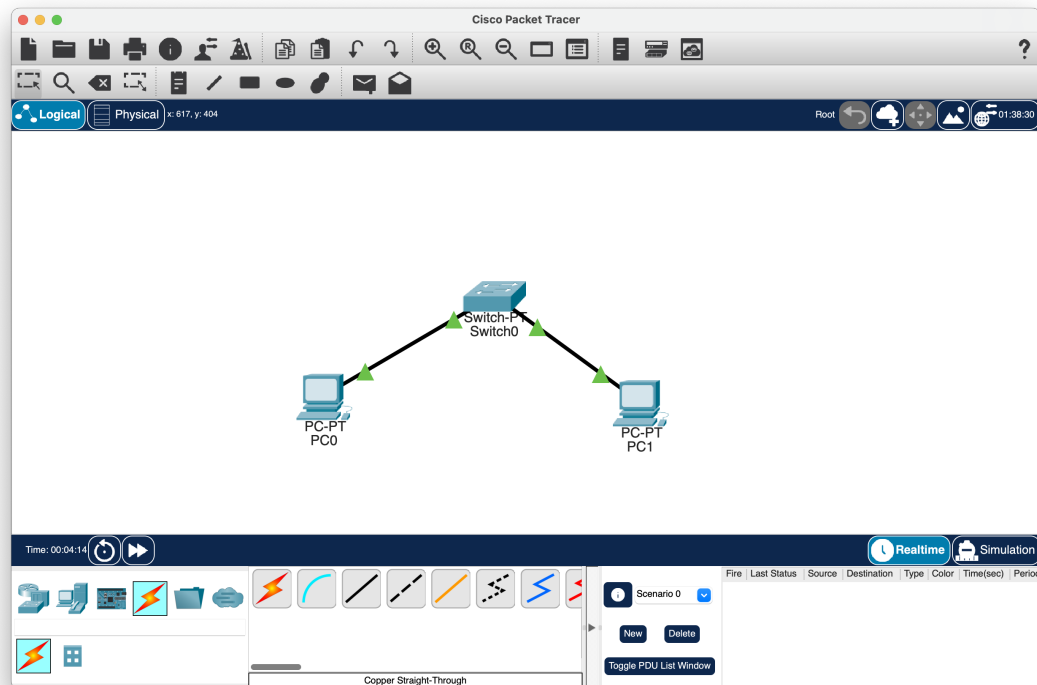 Cisco Packet Tracer
R
?
Logical Physical x: 617, y: 404 Root 01:38:30
Switch-PT
Switch0
PC-PT
PC0
PC-PT
PC1
Time: 00:04:14 Realtime Simulation
Fire Last Status Source Destination Type Color Time(sec) Perio
Scenario 0
New Delete
Toggle PDU List Window
Copper Straight-Through